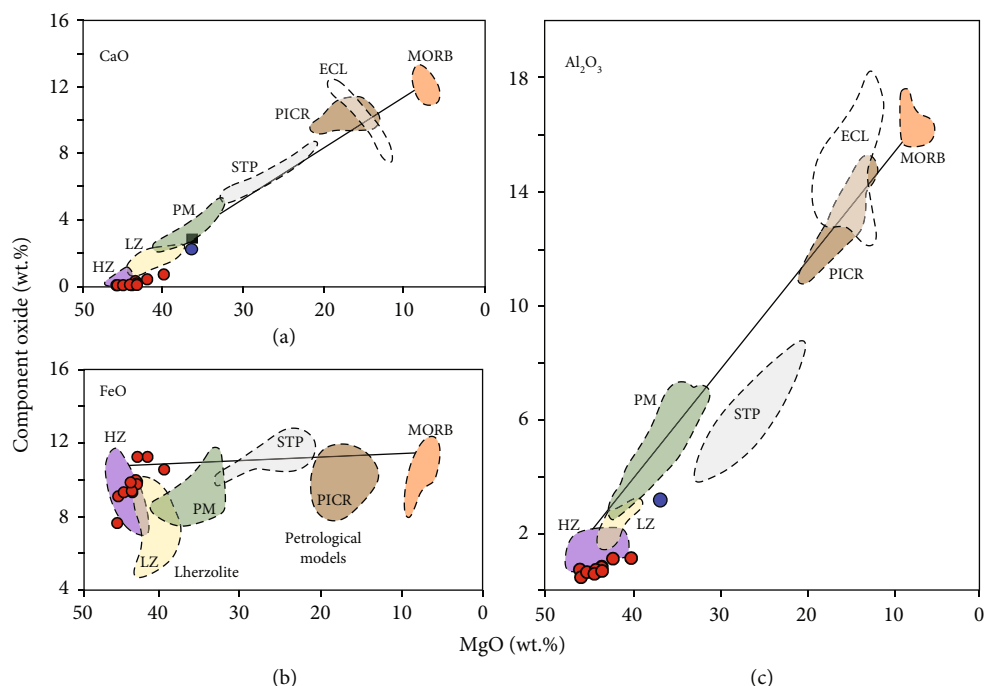 Component oxide (wt.%)
16
12
8
4
0
CaO
HZ
LZ
PM
STP
PICR
ECL
MORB
50
40
30
20
10
0
(a)
16
12
8
4
FeO
HZ
LZ
Lherzolite
PM
STP
PICR
Petrological
models
MORB
50
40
30
20
10
0
(b)
18
14
10
6
2
Al₂O₃
HZ
LZ
PM
STP
PICR
ECL
MORB
50
40
30
20
10
0
(c)
MgO (wt.%)